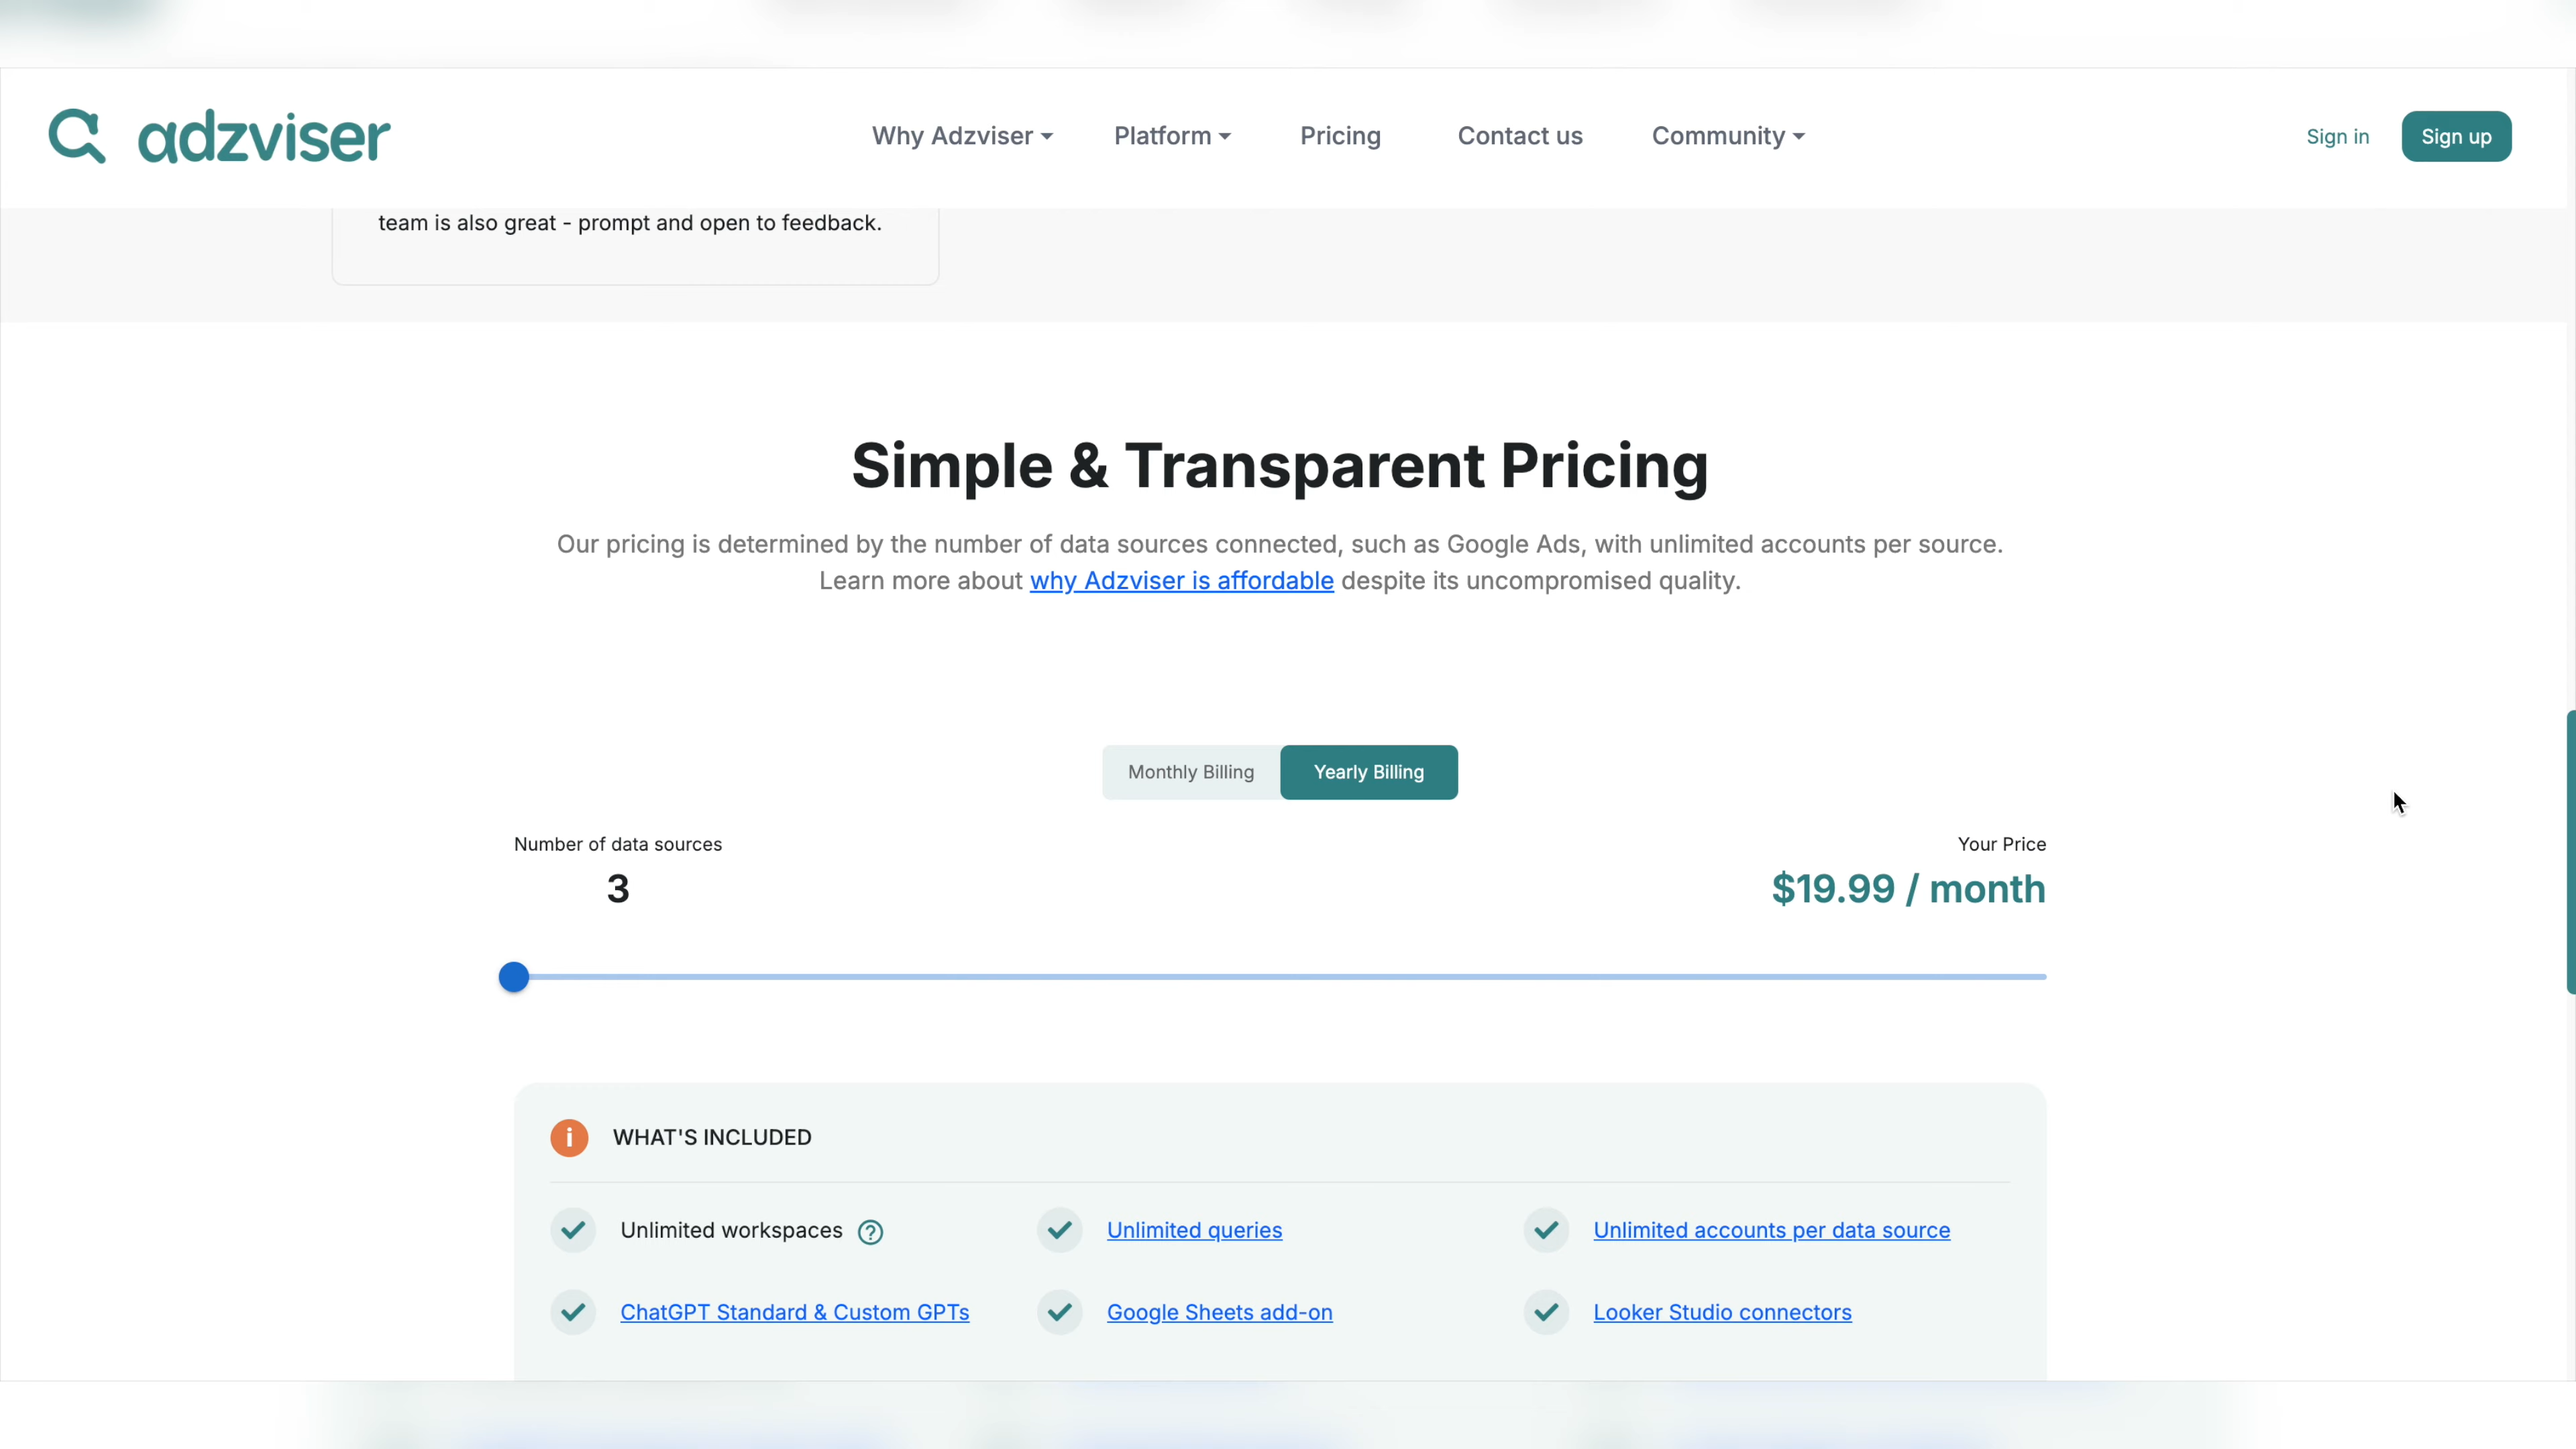 adzviser
Why Adzviser
Platform
Pricing
Contact us
Community
Sign in
Sign up
team is also great - prompt and open to feedback.
Simple & Transparent Pricing
Our pricing is determined by the number of data sources connected, such as Google Ads, with unlimited accounts per source.
Learn more about why Adzviser is affordable despite its uncompromised quality.
Monthly Billing
Yearly Billing
Number of data sources
3
Your Price
$19.99 / month
WHAT'S INCLUDED
Unlimited workspaces
Unlimited queries
Unlimited accounts per data source
ChatGPT Standard & Custom GPTs
Google Sheets add-on
Looker Studio connectors